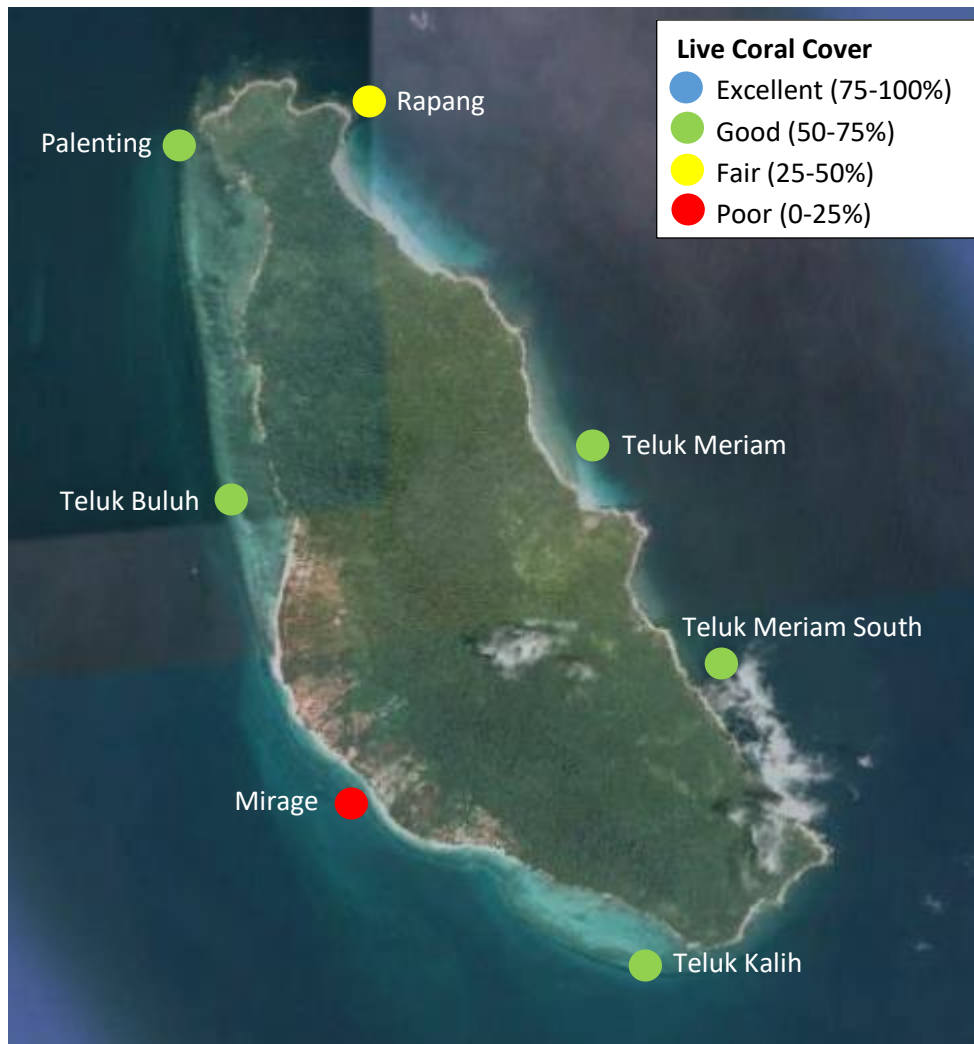 Live Coral Cover
Excellent (75-100%)
Good (50-75%)
Fair (25-50%)
Poor (0-25%)
Rapang
Palenting
Teluk Meriam
Teluk Buluh
Teluk Meriam South
Mirage
Teluk Kalih